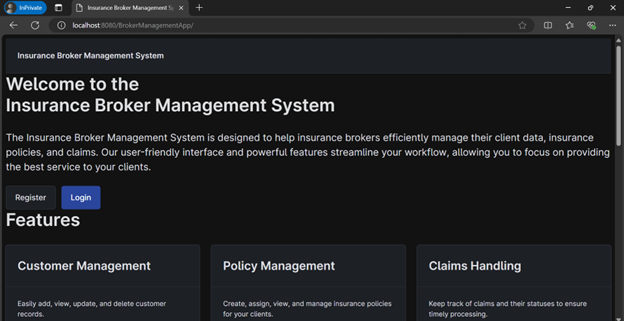 InPrivate
Insurance Broker Management Sy
localhost:8080/BrokerManagementApp/
Insurance Broker Management System
Welcome to the
Insurance Broker Management System
The Insurance Broker Management System is designed to help insurance brokers efficiently manage their client data, insurance
policies, and claims. Our user-friendly interface and powerful features streamline your workflow, allowing you to focus on providing
the best service to your clients.
Register
Login
Features
Customer Management
Policy Management
Claims Handling
Easily add, view, update, and delete customer
records.
Create, assign, view, and manage insurance policies
for your clients.
Keep track of claims and their statuses to ensure
timely processing.